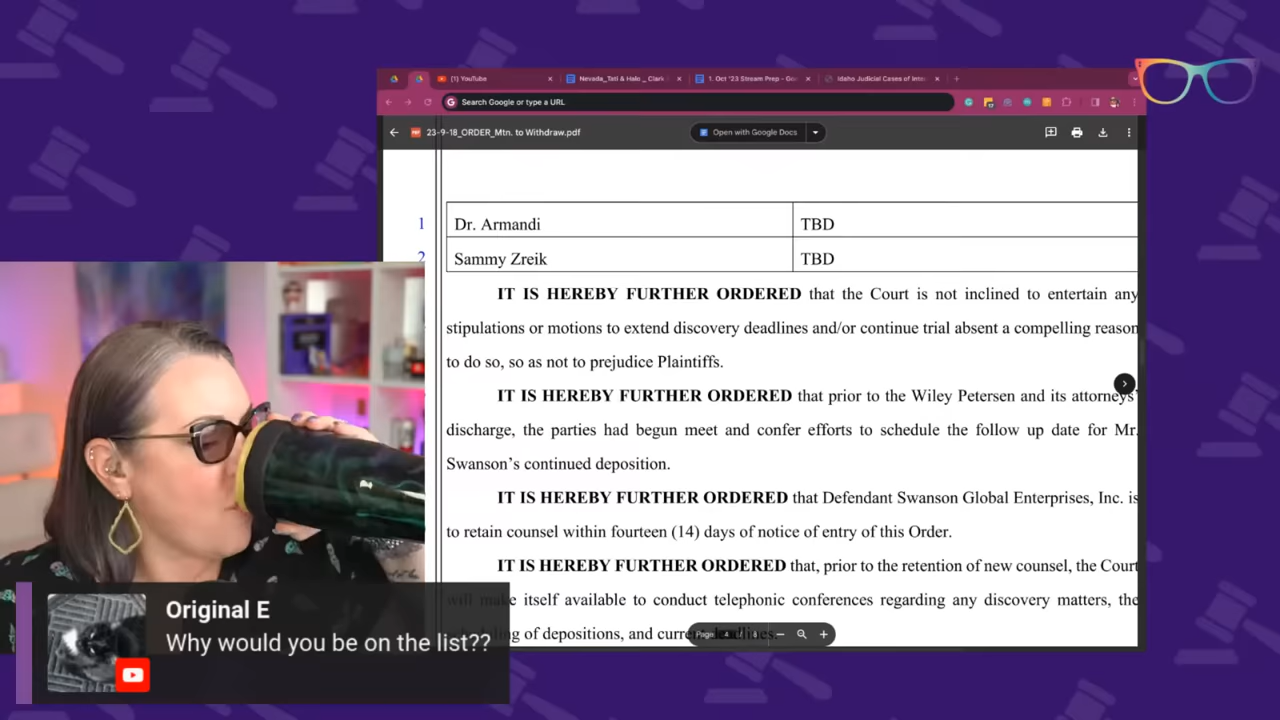 (1) YouTube
Nevada_Tati & Halo _ Clark
1. Oct '23 Stream Prep - Goo
Idaho Judicial Cases of Inte
Search Google or type a URL
23-9-18_ORDER_Mtn. to Withdraw.pdf
Open with Google Docs
1 Dr. Armandi TBD
2 Sammy Zreik TBD
IT IS HEREBY FURTHER ORDERED that the Court is not inclined to entertain any
stipulations or motions to extend discovery deadlines and/or continue trial absent a compelling reason
to do so, so as not to prejudice Plaintiffs.
IT IS HEREBY FURTHER ORDERED that prior to the Wiley Petersen and its attorneys'
discharge, the parties had begun meet and confer efforts to schedule the follow up date for Mr.
Swanson's continued deposition.
IT IS HEREBY FURTHER ORDERED that Defendant Swanson Global Enterprises, Inc. is
to retain counsel within fourteen (14) days of notice of entry of this Order.
IT IS HEREBY FURTHER ORDERED that, prior to the retention of new counsel, the Court
will make itself available to conduct telephonic conferences regarding any discovery matters, the
of depositions, and current deadlines.
Page 4
Original E
Why would you be on the list??